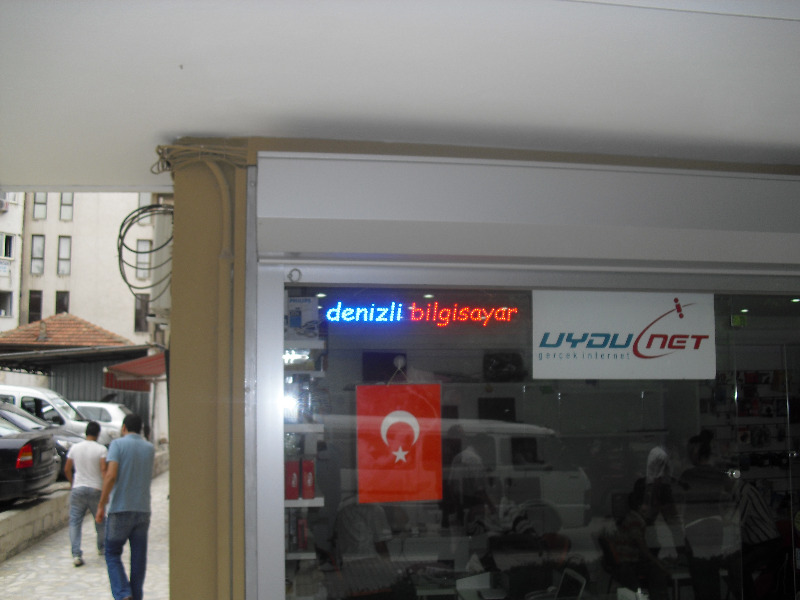 denizli bilgisayar
UYDUNET
gerçek internet